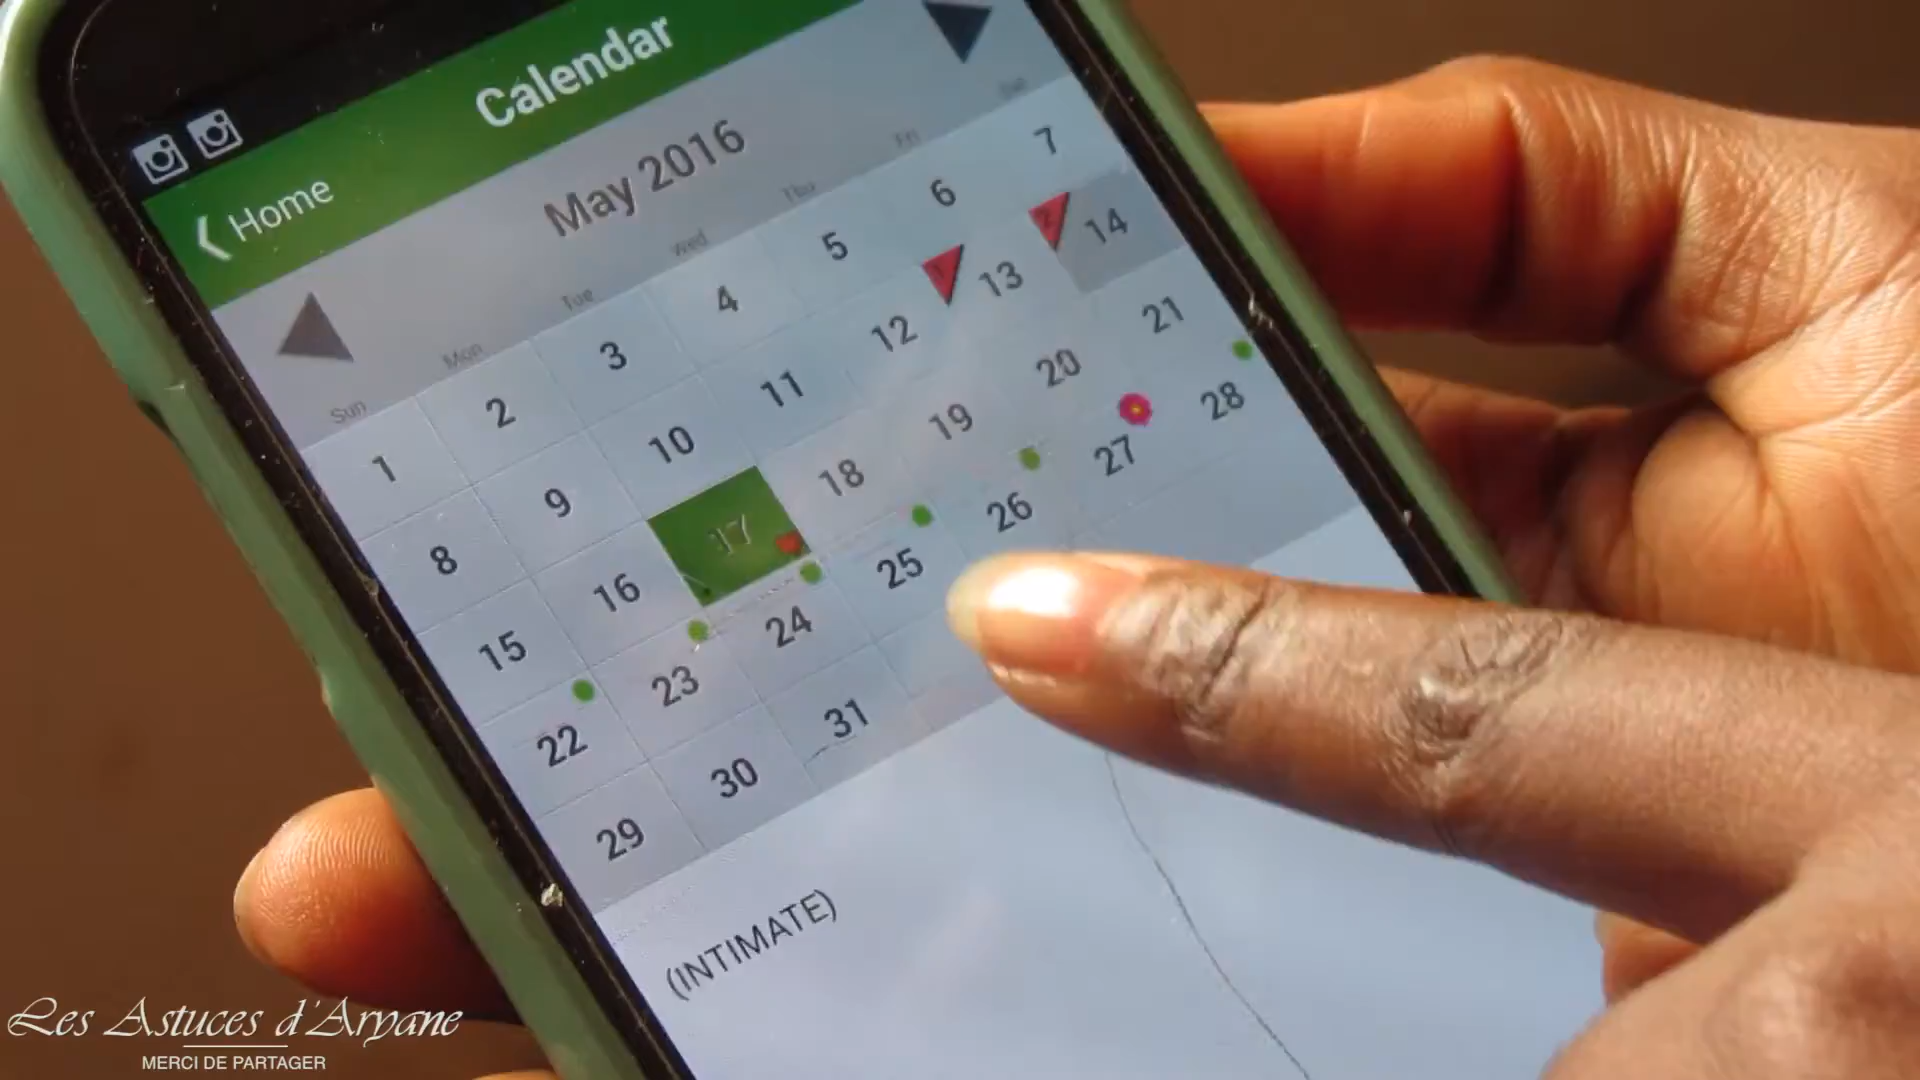 Calendar
Home
May 2016
Sun Mon Tue Wed Thu Fri Sat
1 2 3 4 5 6 7
8 9 10 11 12 13 14
15 16 17 18 19 20 21
22 23 24 25 26 27 28
29 30 31
1 2
(INTIMATE)
Les Astuces d'Aryane
MERCI DE PARTAGER